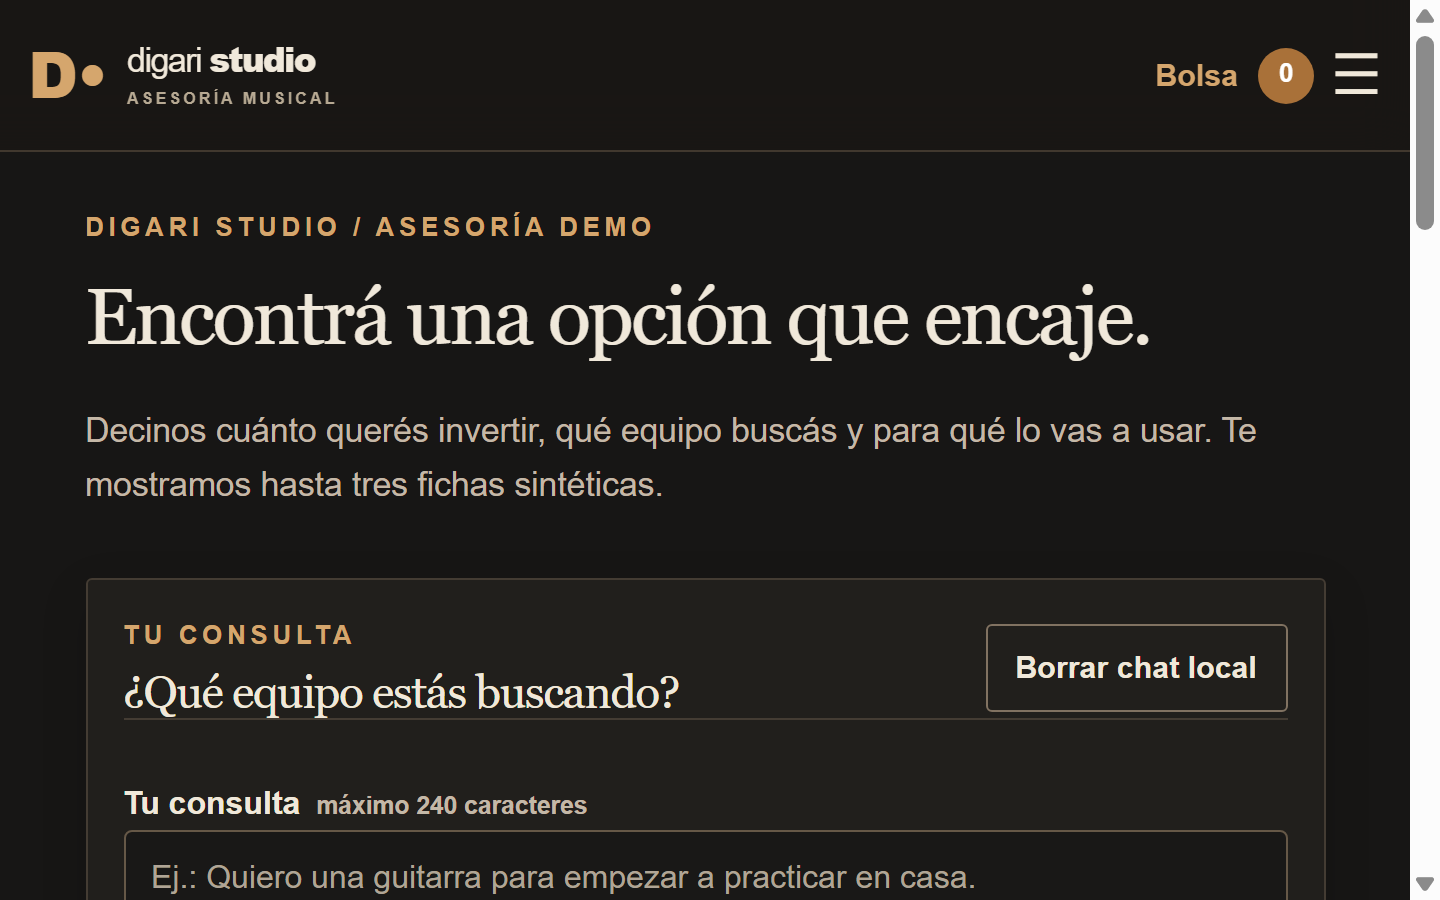 D•
digari studio
ASESORÍA MUSICAL
Bolsa 0
DIGARI STUDIO / ASESORÍA DEMO
Encontrá una opción que encaje.
Decinos cuánto querés invertir, qué equipo buscás y para qué lo vas a usar. Te
mostramos hasta tres fichas sintéticas.
TU CONSULTA
¿Qué equipo estás buscando?
Borrar chat local
Tu consulta máximo 240 caracteres
Ej.: Quiero una guitarra para empezar a practicar en casa.